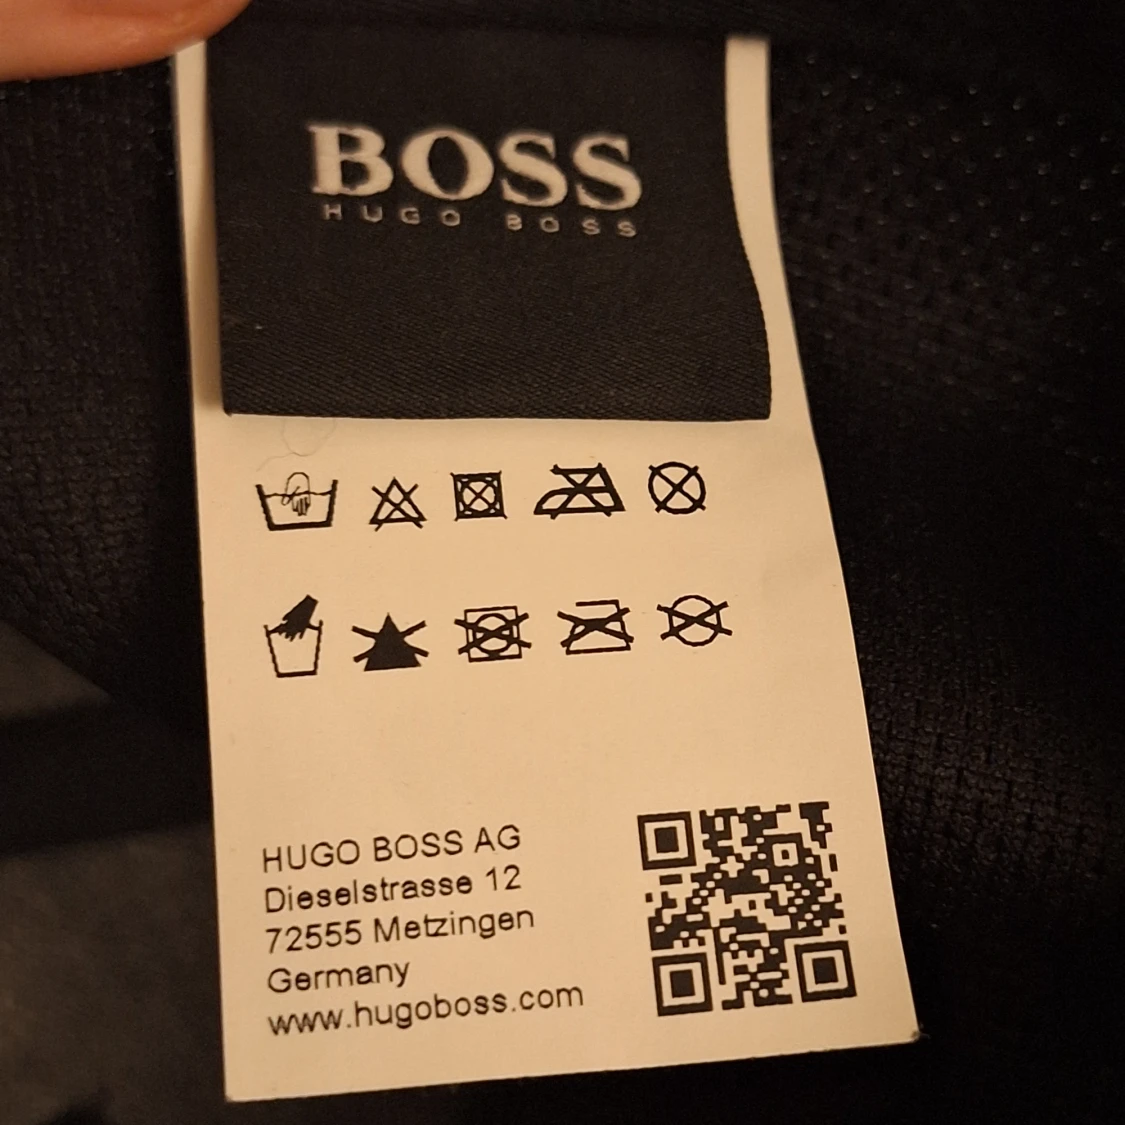 BOSS
HUGO BOSS
HUGO BOSS AG
Dieselstrasse 12
72555 Metzingen
Germany
www.hugoboss.com